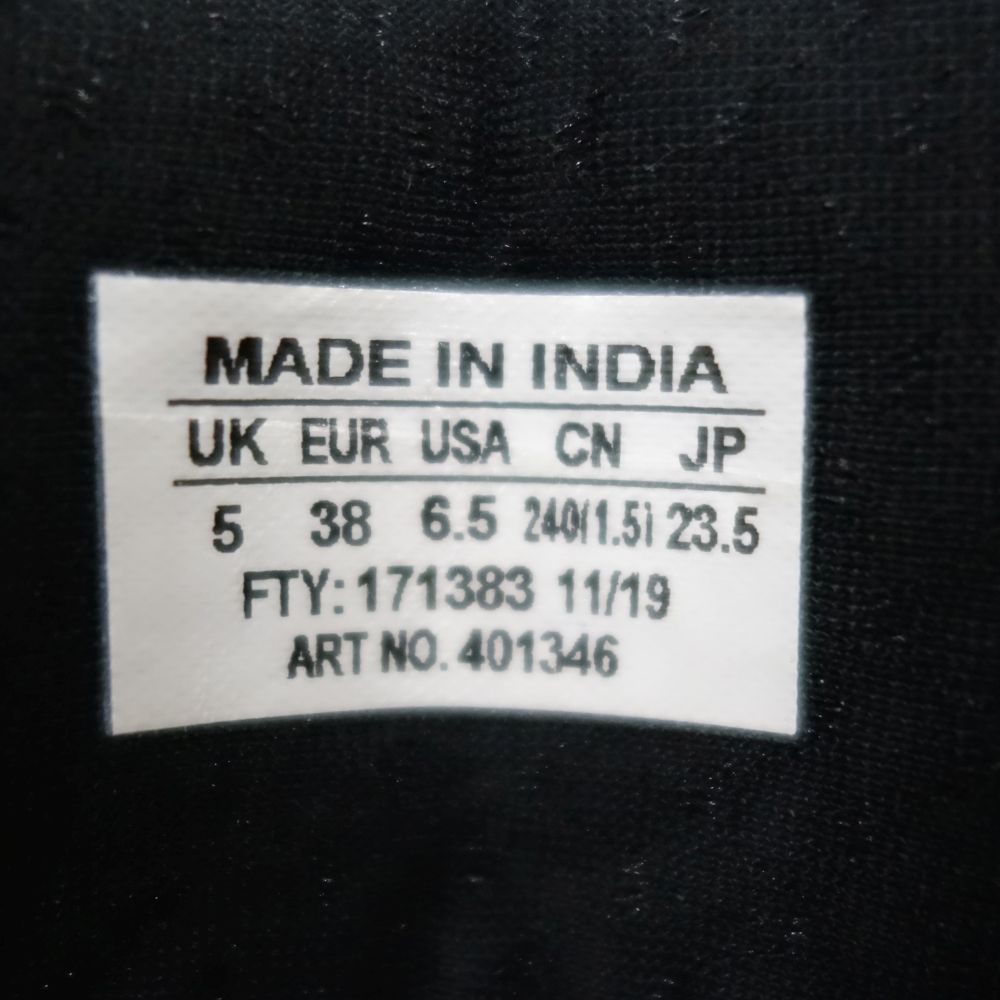 MADE IN INDIA
UK EUR USA CN JP
5 38 6.5 240(1.5) 23.5
FTY: 171383 11/19
ART NO. 401346